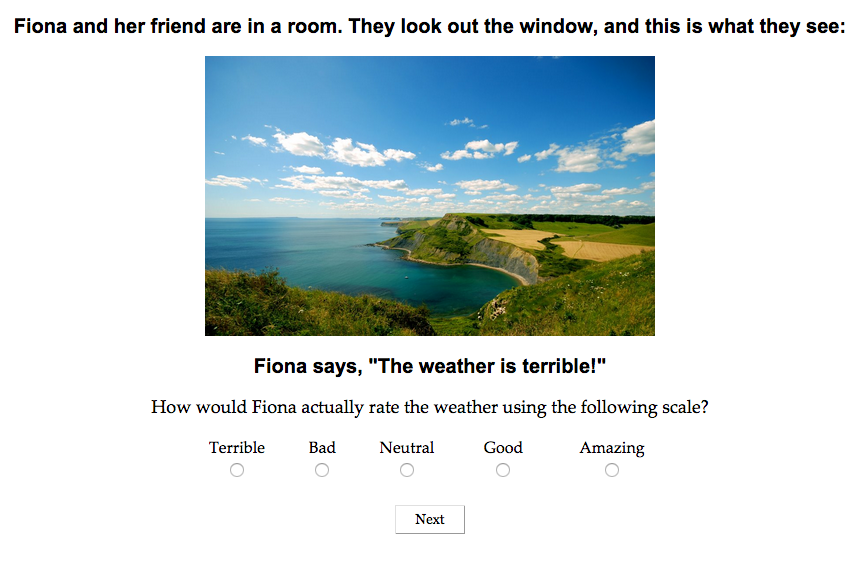 Fiona and her friend are in a room. They look out the window, and this is what they see:
Fiona says, "The weather is terrible!"
How would Fiona actually rate the weather using the following scale?
Terrible Bad Neutral Good Amazing
Next